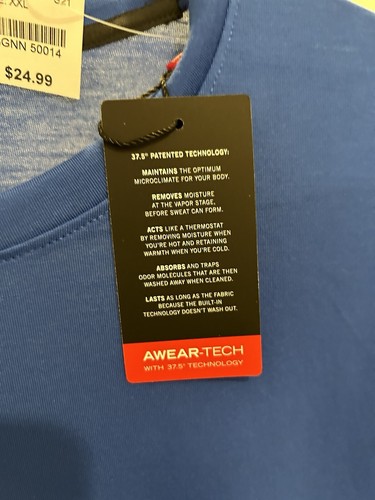 XXL
GNN 50014
$24.99
37.5° PATENTED TECHNOLOGY:
MAINTAINS THE OPTIMUM
MICROCLIMATE FOR YOUR BODY.
REMOVES MOISTURE
AT THE VAPOR STAGE,
BEFORE SWEAT CAN FORM.
ACTS LIKE A THERMOSTAT
BY REMOVING MOISTURE WHEN
YOU'RE HOT AND RETAINING
WARMTH WHEN YOU'RE COLD.
ABSORBS AND TRAPS
ODOR MOLECULES THAT ARE THEN
WASHED AWAY WHEN CLEANED.
LASTS AS LONG AS THE FABRIC
BECAUSE THE BUILT-IN
TECHNOLOGY DOESN'T WASH OUT.
AWEAR-TECH
WITH 37.5° TECHNOLOGY